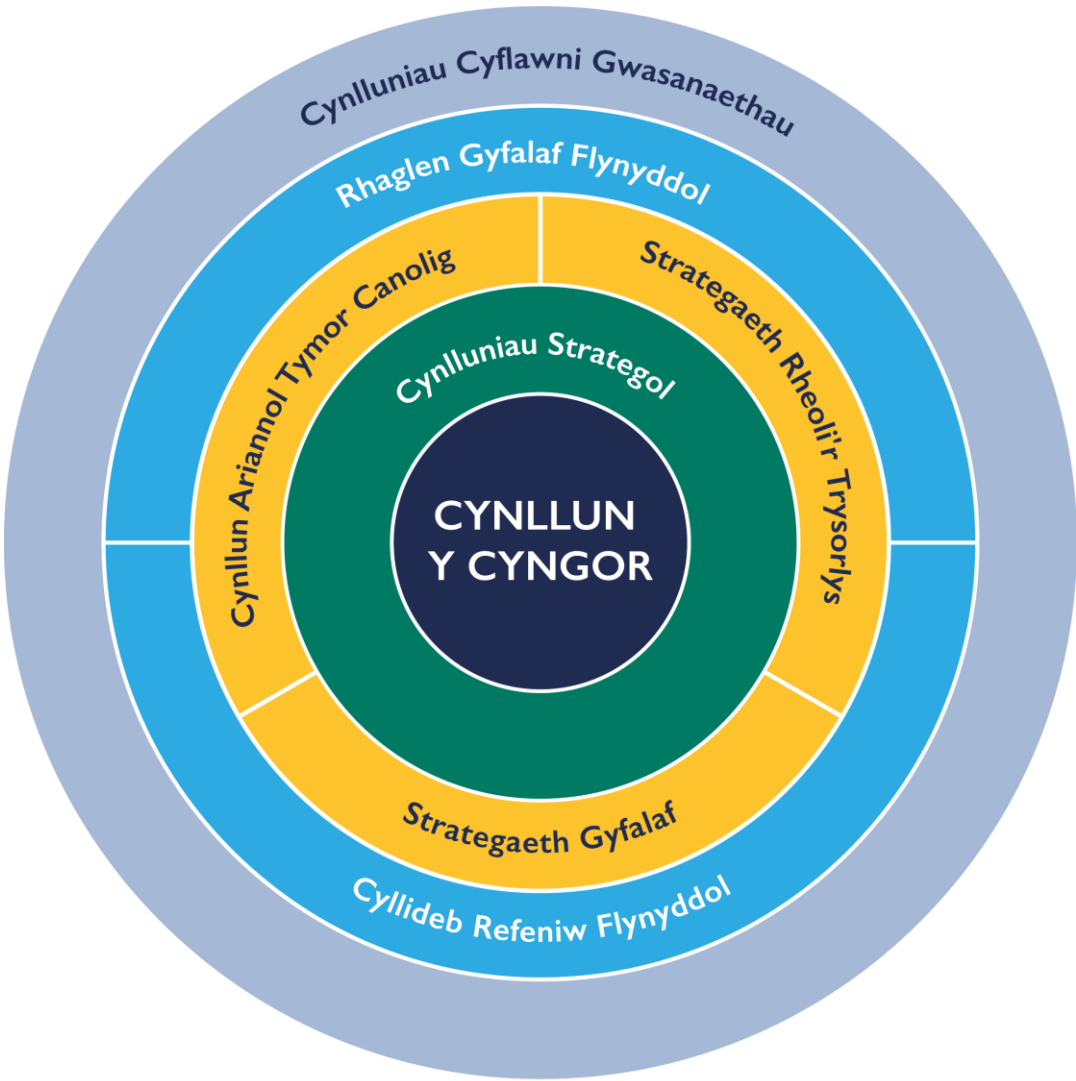 Cynlluniau Cyflawni Gwasanaethau
Rhaglen Gyfalaf Flynyddol
Cynllun Ariannol Tymor Canolig
Strategaeth Rheoli'r Trysorlys
Cynlluniau Strategol
CYNLLUN
Y CYNGOR
Strategaeth Gyfalaf
Cyllideb Refeniw Flynyddol